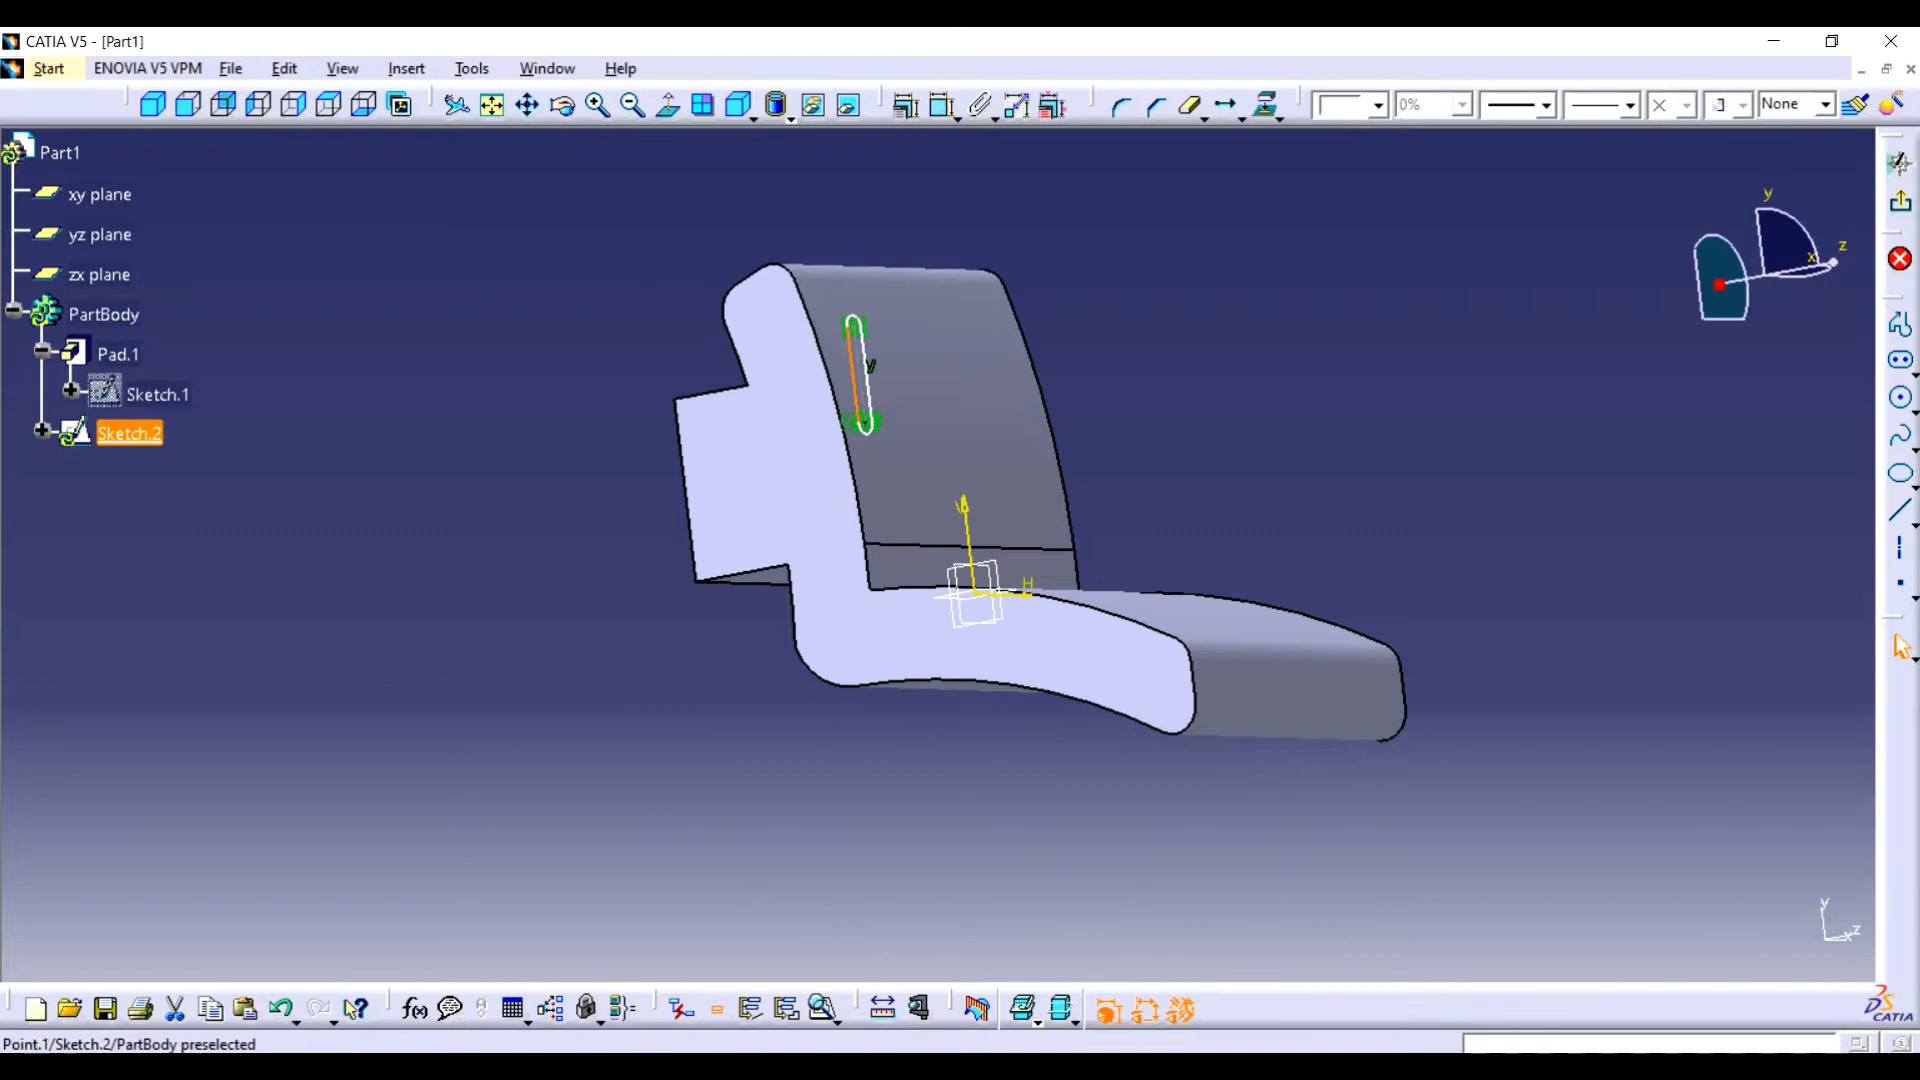 CATIA V5 - [Part1]
Start ENOVIA V5 VPM File Edit View Insert Tools Window Help
0% None
Part1
xy plane
yz plane
zx plane
PartBody
Pad.1
Sketch.1
Sketch.2
y
z
x
V
V
H
y
z
x
f(x)
CATIA
Point.1/Sketch.2/PartBody preselected